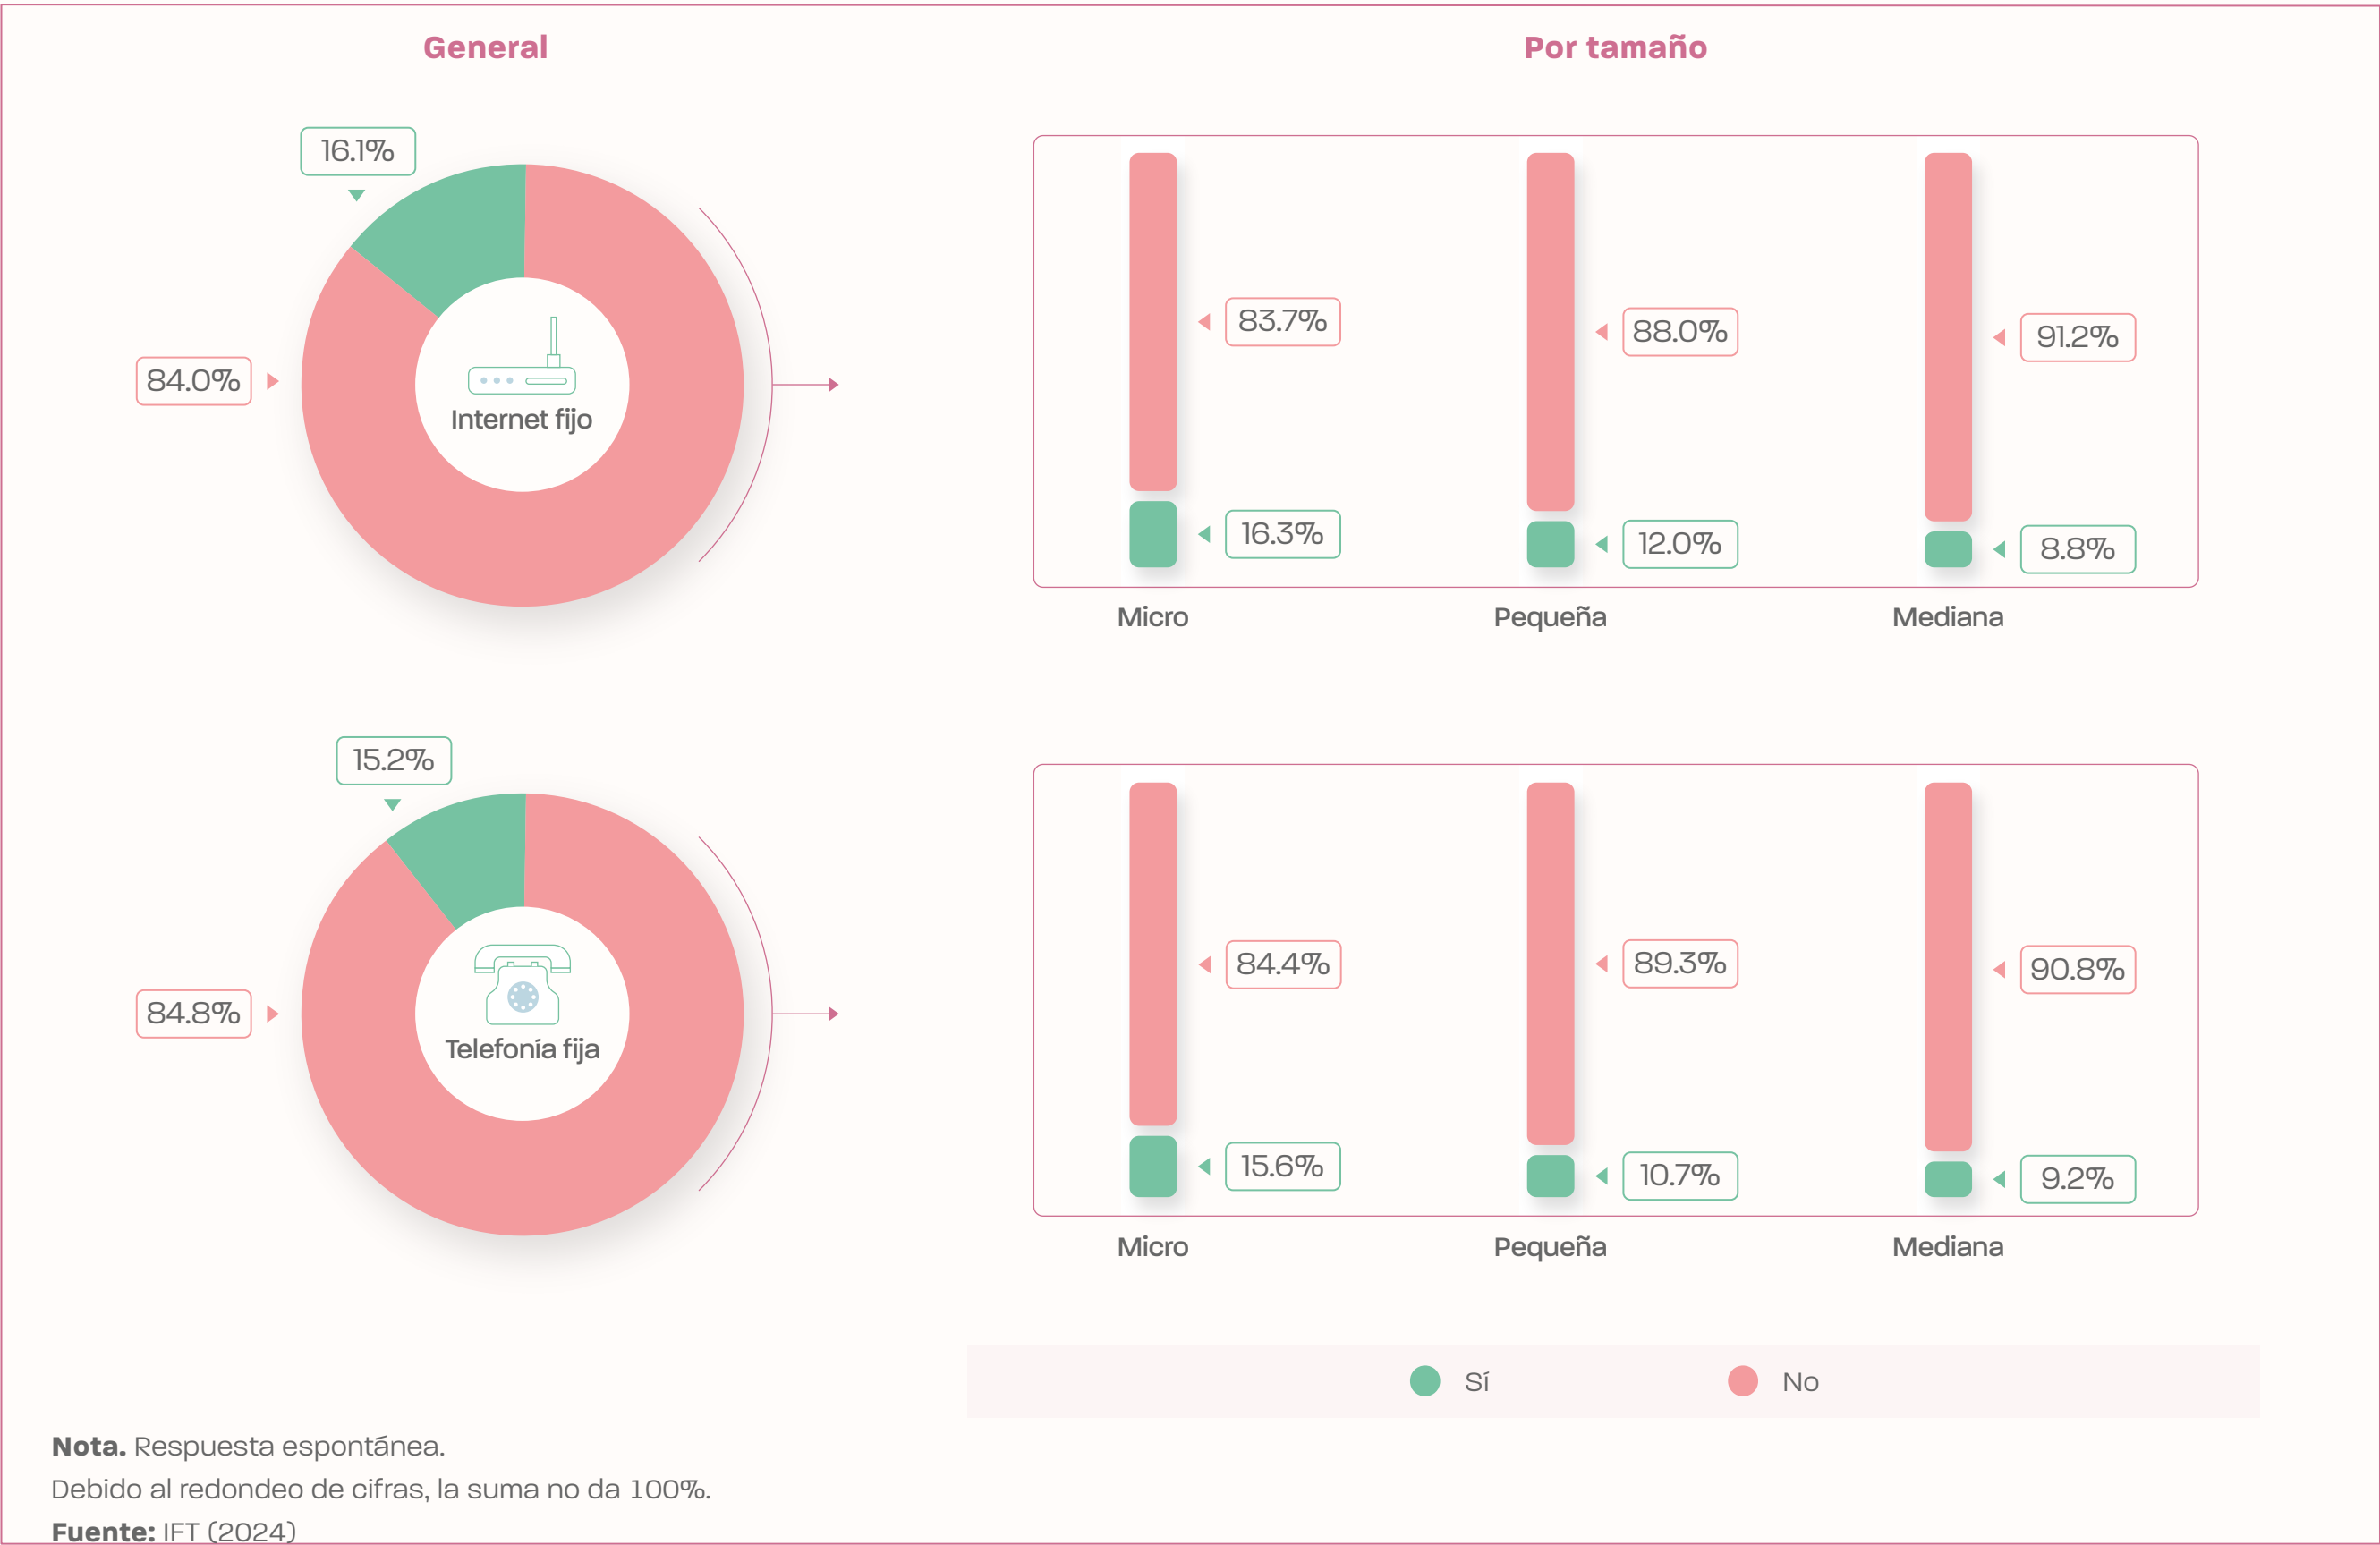 General
Por tamaño
16.1%
84.0%
Internet fijo
83.7%
88.0%
91.2%
16.3%
12.0%
8.8%
Micro
Pequeña
Mediana
15.2%
84.8%
Telefonía fija
84.4%
89.3%
90.8%
15.6%
10.7%
9.2%
Micro
Pequeña
Mediana
Sí
No
Nota. Respuesta espontánea.
Debido al redondeo de cifras, la suma no da 100%.
Fuente: IFT (2024)